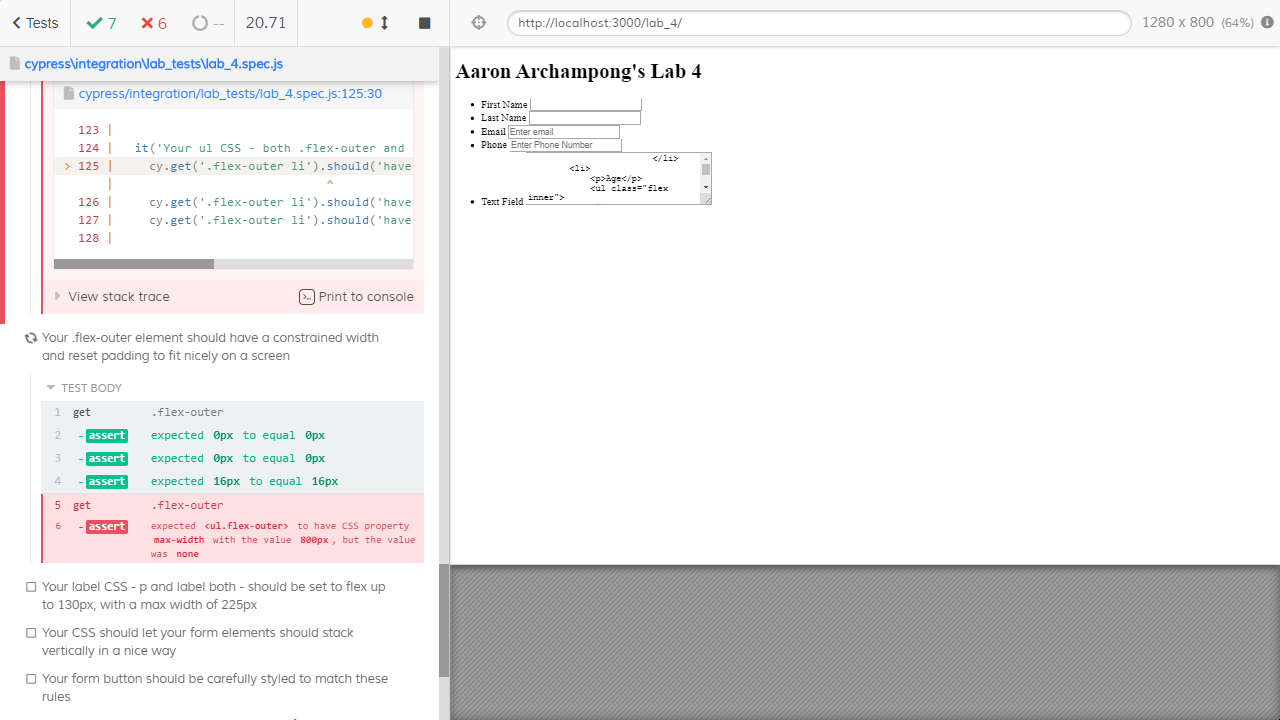 Tests
7
6
--
20.71
http://localhost:3000/lab_4/
1280 x 800 (64%)
cypress\integration\lab_tests\lab_4.spec.js
cypress/integration/lab_tests/lab_4.spec.js:125:30
123 |
124 | it('Your ul CSS - both .flex-outer and
> 125 | cy.get('.flex-outer li').should('have
| ^
126 | cy.get('.flex-outer li').should('have
127 | cy.get('.flex-outer li').should('have
128 |
View stack trace
Print to console
Your .flex-outer element should have a constrained width
and reset padding to fit nicely on a screen
TEST BODY
1 get .flex-outer
2 -assert expected 0px to equal 0px
3 -assert expected 0px to equal 0px
4 -assert expected 16px to equal 16px
5 get .flex-outer
6 -assert expected <ul.flex-outer> to have CSS property
max-width with the value 800px, but the value
was none
Your label CSS - p and label both - should be set to flex up
to 130px, with a max width of 225px
Your CSS should let your form elements should stack
vertically in a nice way
Your form button should be carefully styled to match these
rules
Aaron Archampong's Lab 4
First Name
Last Name
Email Enter email
Phone Enter Phone Number
</li>
<li>
<p>Age</p>
<ul class="flex
inner">
Text Field